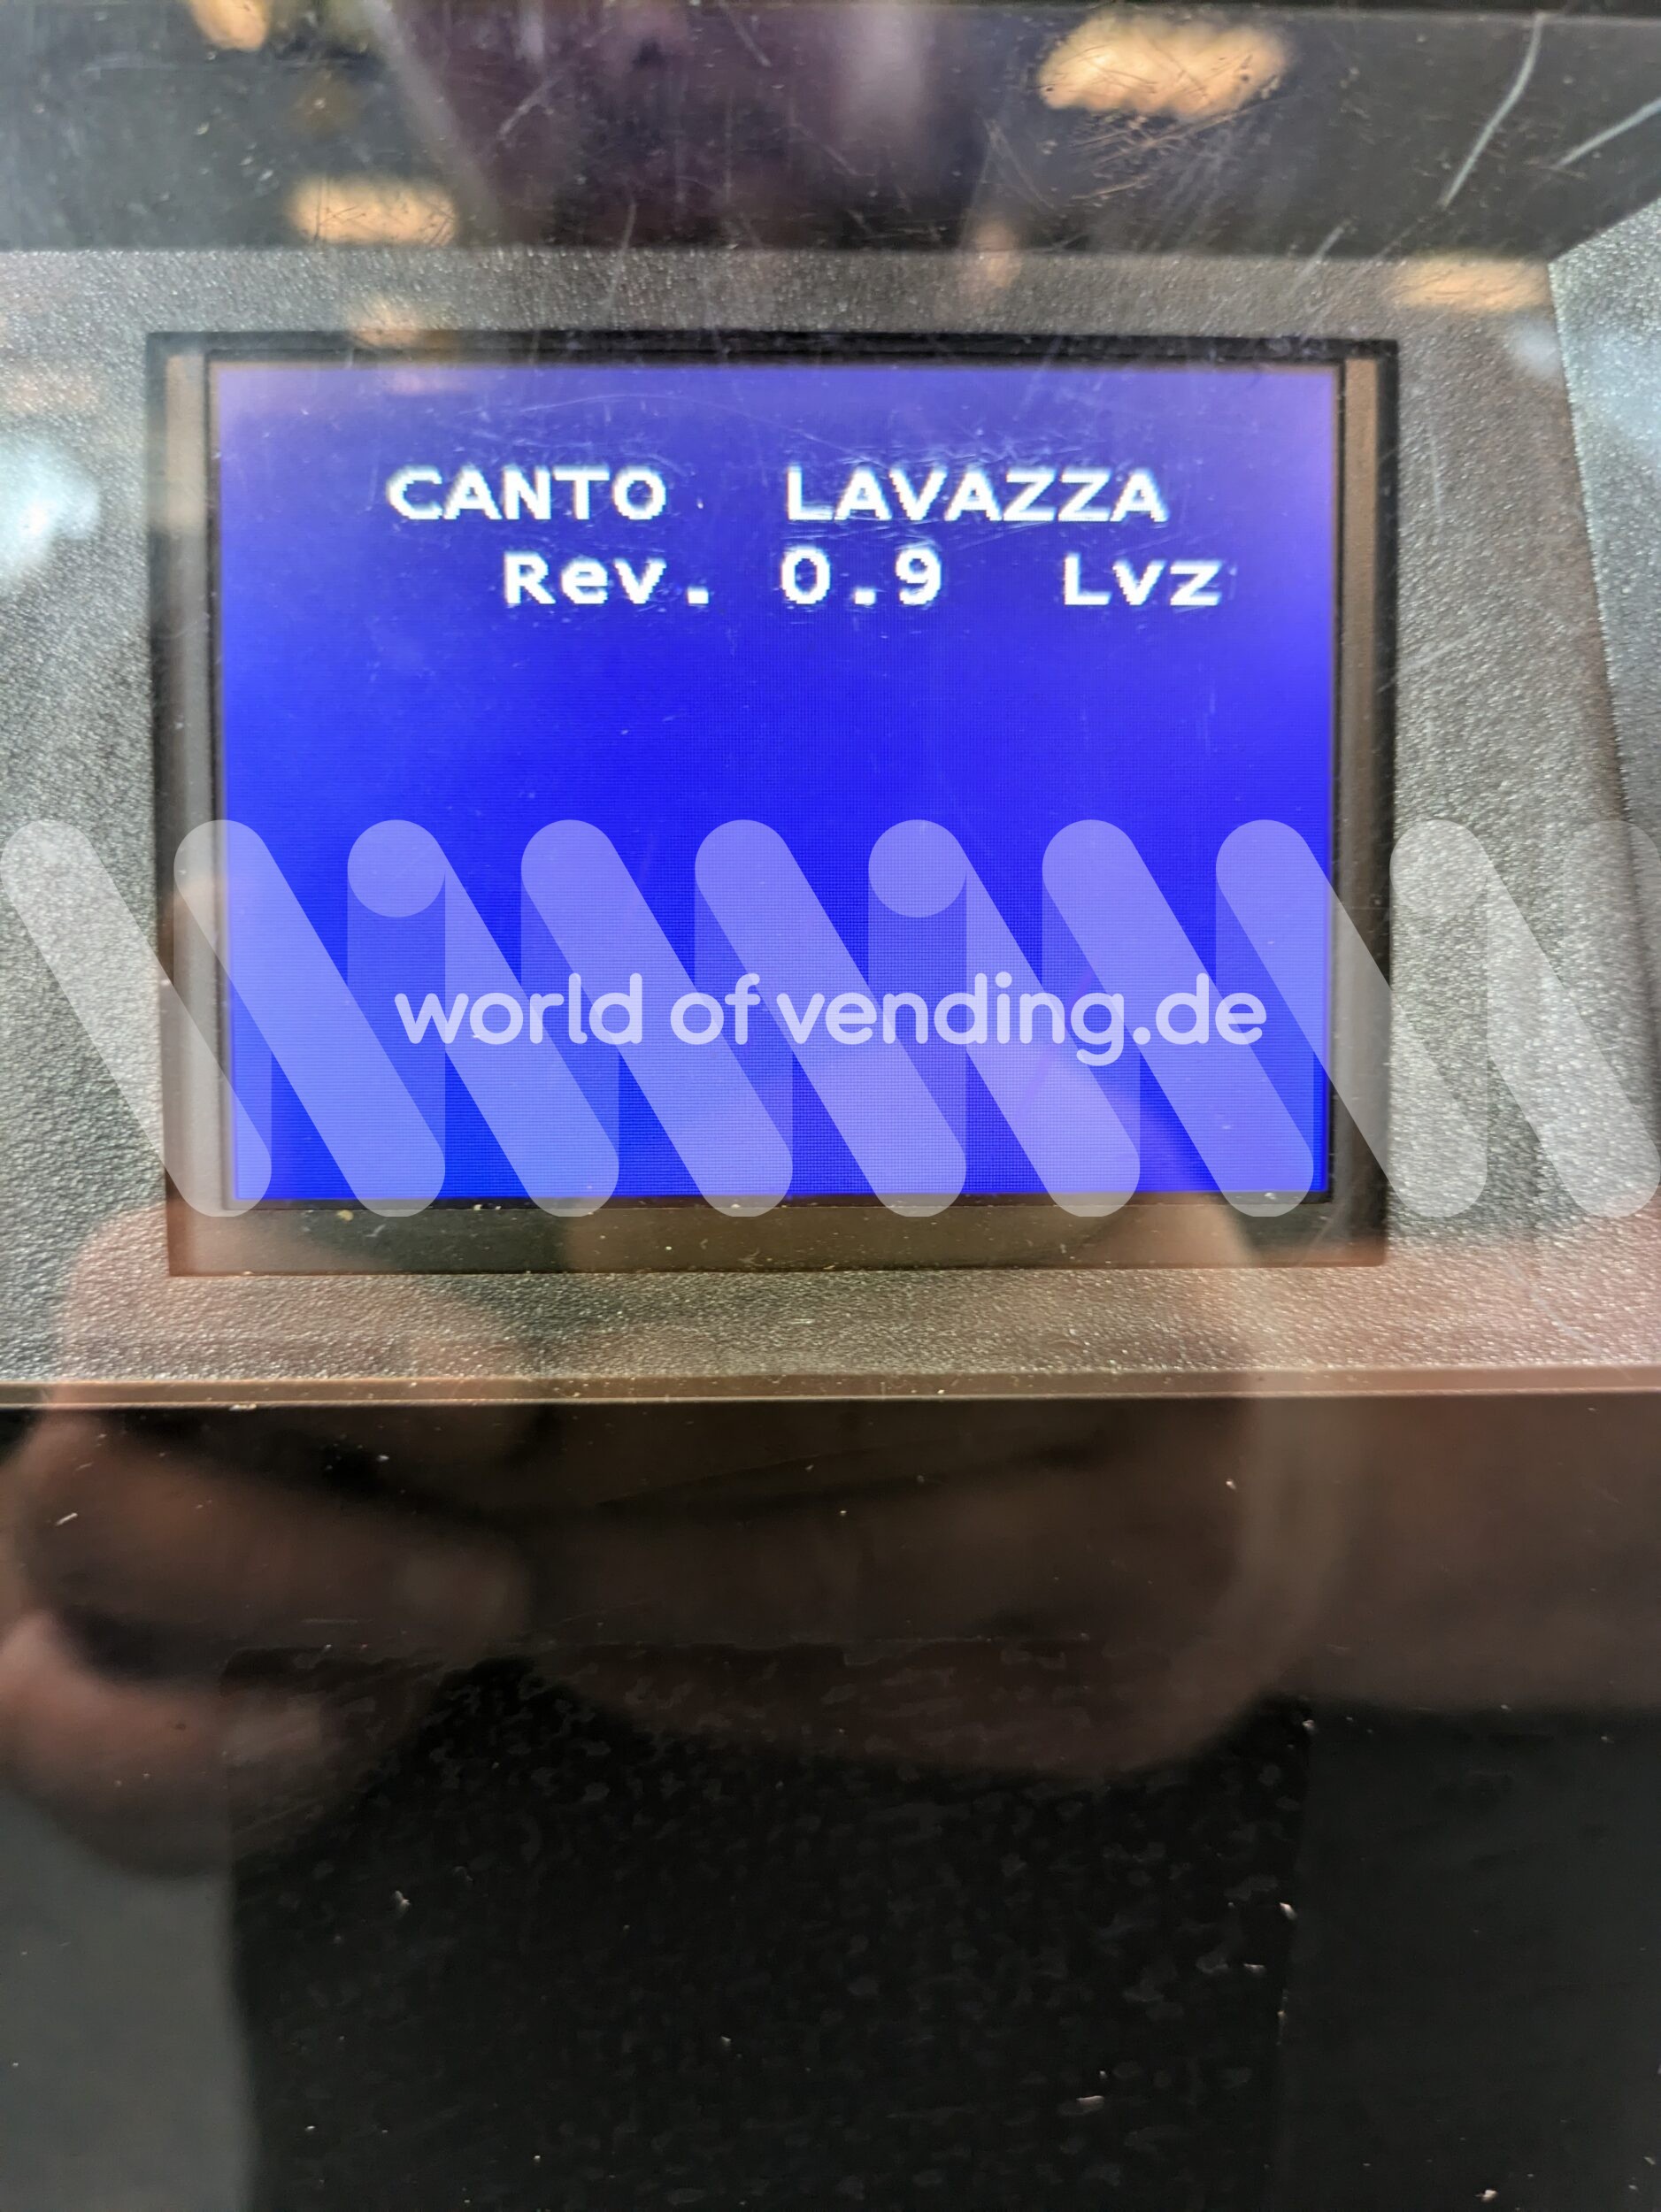 CANTO LAVAZZA
Rev. 0.9 Lvz
world of vending.de